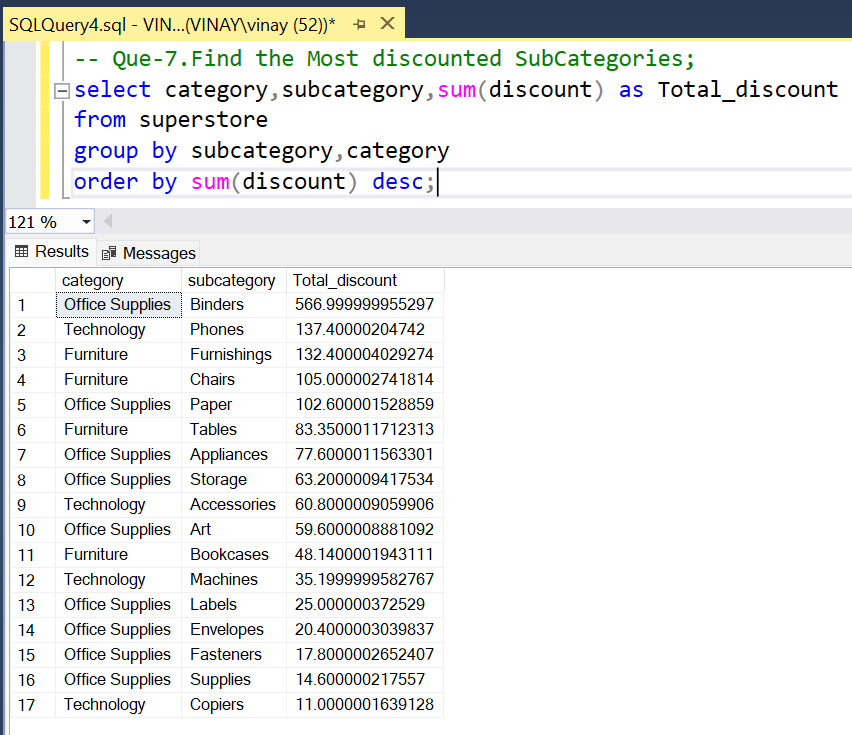 SQLQuery4.sql - VIN...(VINAY\vinay (52))*
-- Que-7.Find the Most discounted SubCategories;
select category,subcategory,sum(discount) as Total_discount
from superstore
group by subcategory,category
order by sum(discount) desc;
121 %
Results Messages
category subcategory Total_discount
1 Office Supplies Binders 566.999999955297
2 Technology Phones 137.40000204742
3 Furniture Furnishings 132.400004029274
4 Furniture Chairs 105.000002741814
5 Office Supplies Paper 102.600001528859
6 Furniture Tables 83.3500011712313
7 Office Supplies Appliances 77.6000011563301
8 Office Supplies Storage 63.2000009417534
9 Technology Accessories 60.8000009059906
10 Office Supplies Art 59.6000008881092
11 Furniture Bookcases 48.1400001943111
12 Technology Machines 35.1999999582767
13 Office Supplies Labels 25.000000372529
14 Office Supplies Envelopes 20.4000003039837
15 Office Supplies Fasteners 17.8000002652407
16 Office Supplies Supplies 14.600000217557
17 Technology Copiers 11.0000001639128